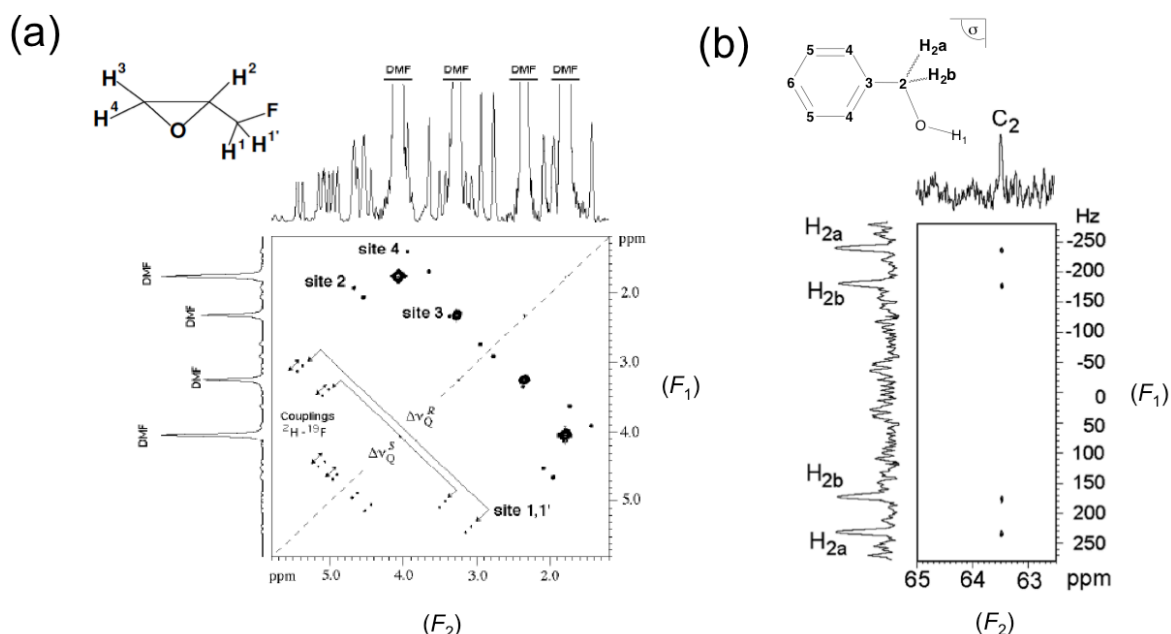 (a)
H3
H2
H4
O
F
H1 H1'
DMF DMF DMF DMF
ppm
site 4
site 2
site 3
2.0
3.0
4.0
5.0
DMF
DMF
DMF
DMF
Couplings
2H-19F
ΔνQR
ΔνQS
site 1,1'
(F1)
ppm 5.0 4.0 3.0 2.0
(F2)
(b)
σ
5 4 H2a
6 3 2 H2b
5 4
O
H1
C2
Hz
H2a
H2b
H2b
H2a
-250
-200
-150
-100
-50
0
50
100
150
200
250
(F1)
65 64 63 ppm
(F2)